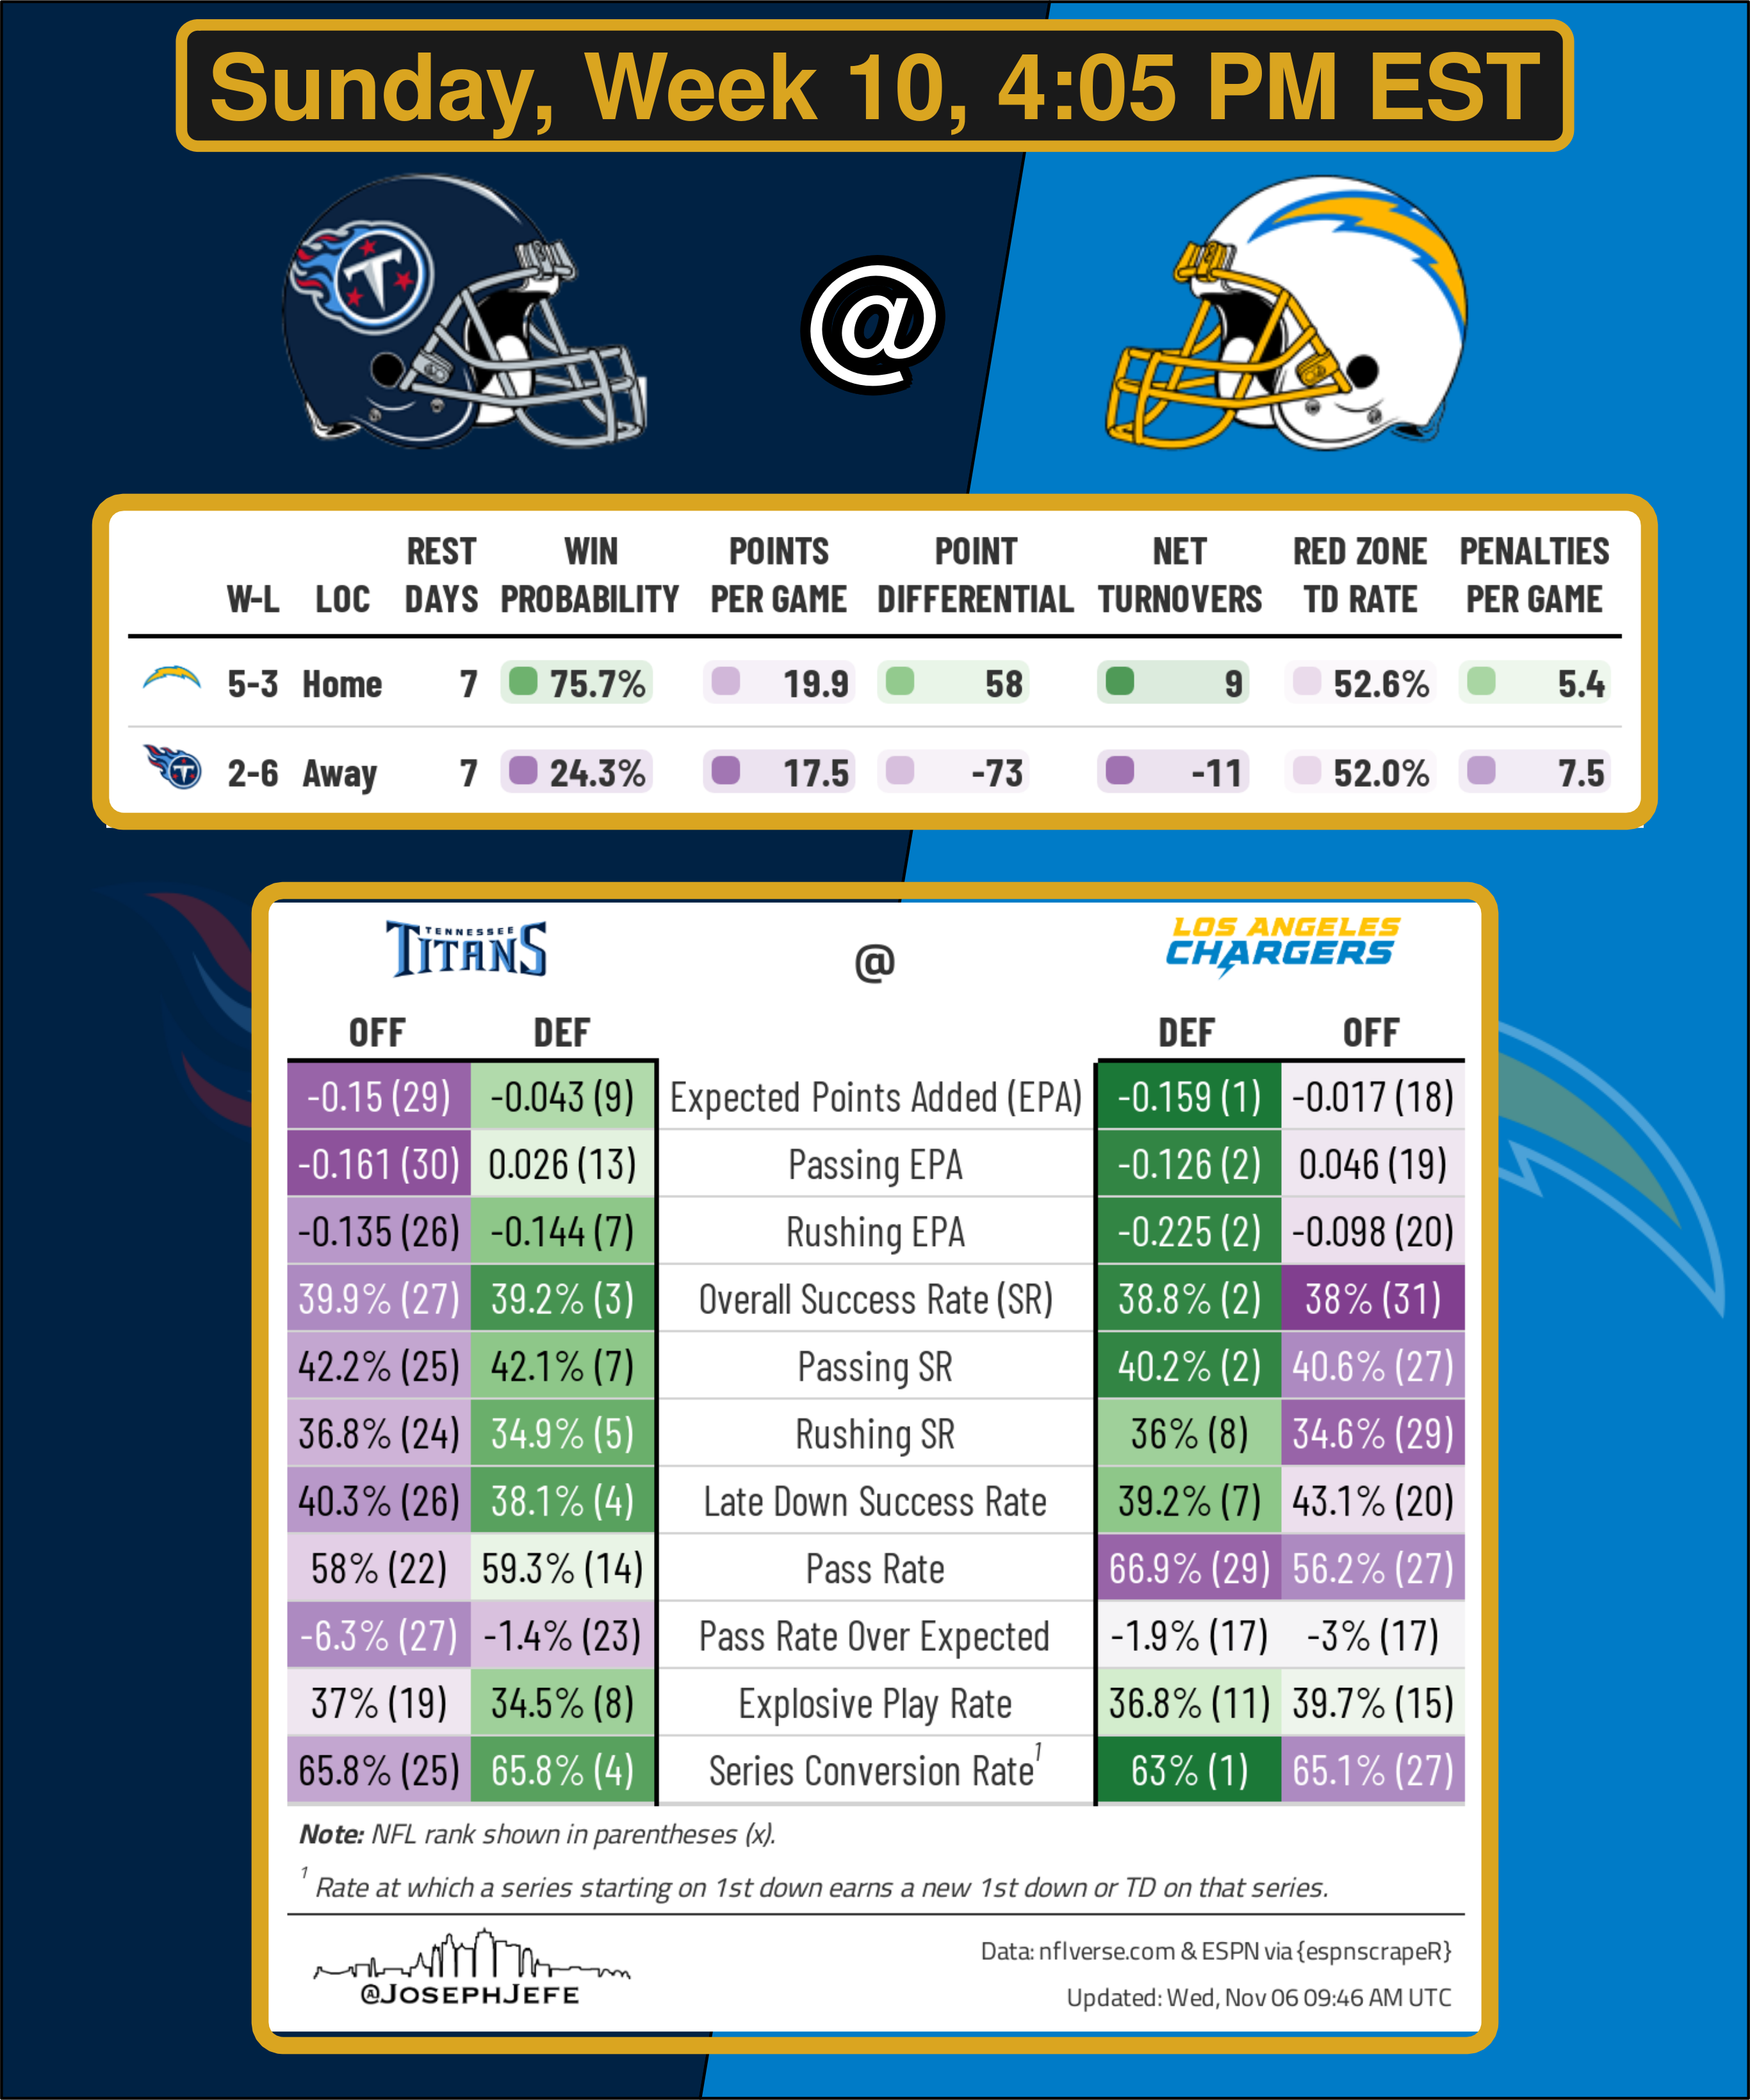 Sunday, Week 10, 4:05 PM EST
T
@
REST WIN POINTS POINT NET RED ZONE PENALTIES
W-L LOC DAYS PROBABILITY PER GAME DIFFERENTIAL TURNOVERS TD RATE PER GAME
5-3 Home 7 75.7% 19.9 58 9 52.6% 5.4
T 2-6 Away 7 24.3% 17.5 -73 -11 52.0% 7.5
TENNESSEE LOS ANGELES
TITANS @ CHARGERS
OFF DEF DEF OFF
-0.15 (29) -0.043 (9) Expected Points Added (EPA) -0.159 (1) -0.017 (18)
-0.161 (30) 0.026 (13) Passing EPA -0.126 (2) 0.046 (19)
-0.135 (26) -0.144 (7) Rushing EPA -0.225 (2) -0.098 (20)
39.9% (27) 39.2% (3) Overall Success Rate (SR) 38.8% (2) 38% (31)
42.2% (25) 42.1% (7) Passing SR 40.2% (2) 40.6% (27)
36.8% (24) 34.9% (5) Rushing SR 36% (8) 34.6% (29)
40.3% (26) 38.1% (4) Late Down Success Rate 39.2% (7) 43.1% (20)
58% (22) 59.3% (14) Pass Rate 66.9% (29) 56.2% (27)
-6.3% (27) -1.4% (23) Pass Rate Over Expected -1.9% (17) -3% (17)
37% (19) 34.5% (8) Explosive Play Rate 36.8% (11) 39.7% (15)
65.8% (25) 65.8% (4) Series Conversion Rate¹ 63% (1) 65.1% (27)
Note: NFL rank shown in parentheses (x).
¹ Rate at which a series starting on 1st down earns a new 1st down or TD on that series.
Data: nflverse.com & ESPN via {espnscrapeR}
@JOSEPHJEFE
Updated: Wed, Nov 06 09:46 AM UTC